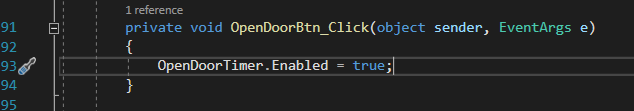 1 reference
91 private void OpenDoorBtn_Click(object sender, EventArgs e)
92 {
93 OpenDoorTimer.Enabled = true;
94 }
95